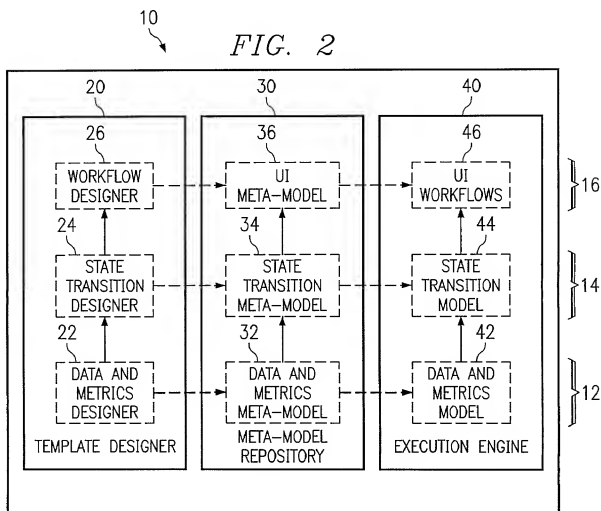 10
FIG. 2
20
30
40
26
36
46
WORKFLOW
DESIGNER
UI
META-MODEL
UI
WORKFLOWS
16
24
34
44
STATE
TRANSITION
DESIGNER
STATE
TRANSITION
META-MODEL
STATE
TRANSITION
MODEL
14
22
32
42
DATA AND
METRICS
DESIGNER
DATA AND
METRICS
META-MODEL
DATA AND
METRICS
MODEL
12
TEMPLATE DESIGNER
META-MODEL
REPOSITORY
EXECUTION ENGINE